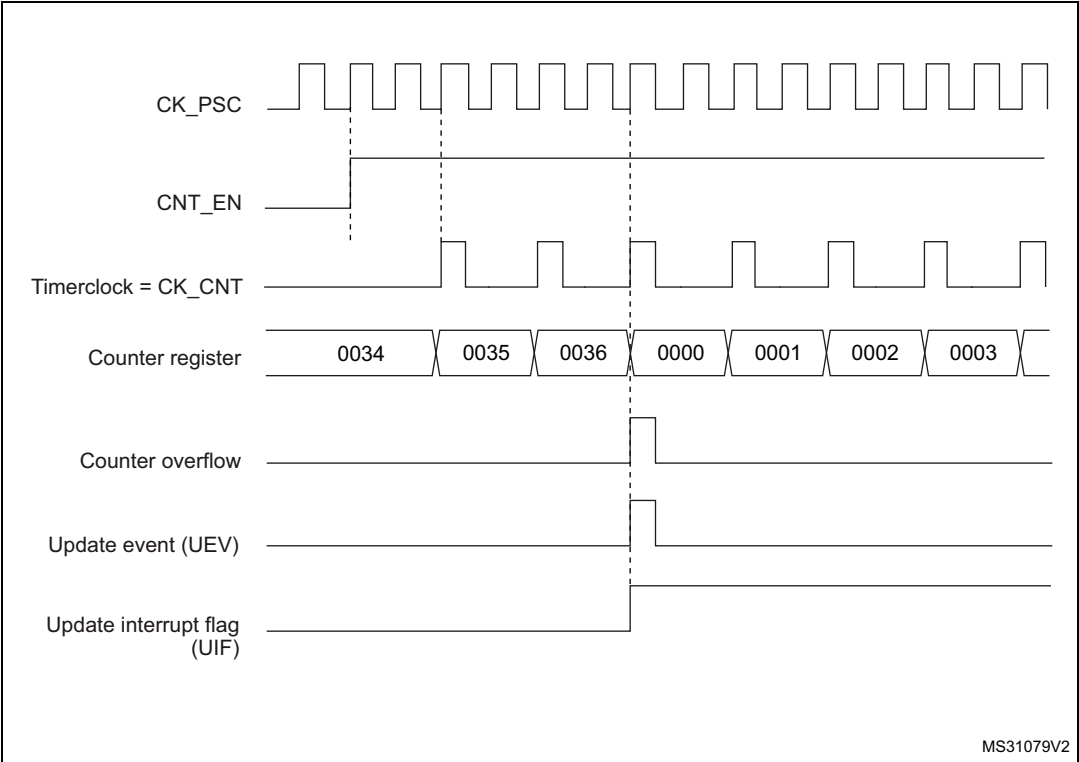 CK_PSC
CNT_EN
Timerclock = CK_CNT
Counter register
0034 0035 0036 0000 0001 0002 0003
Counter overflow
Update event (UEV)
Update interrupt flag
(UIF)
MS31079V2